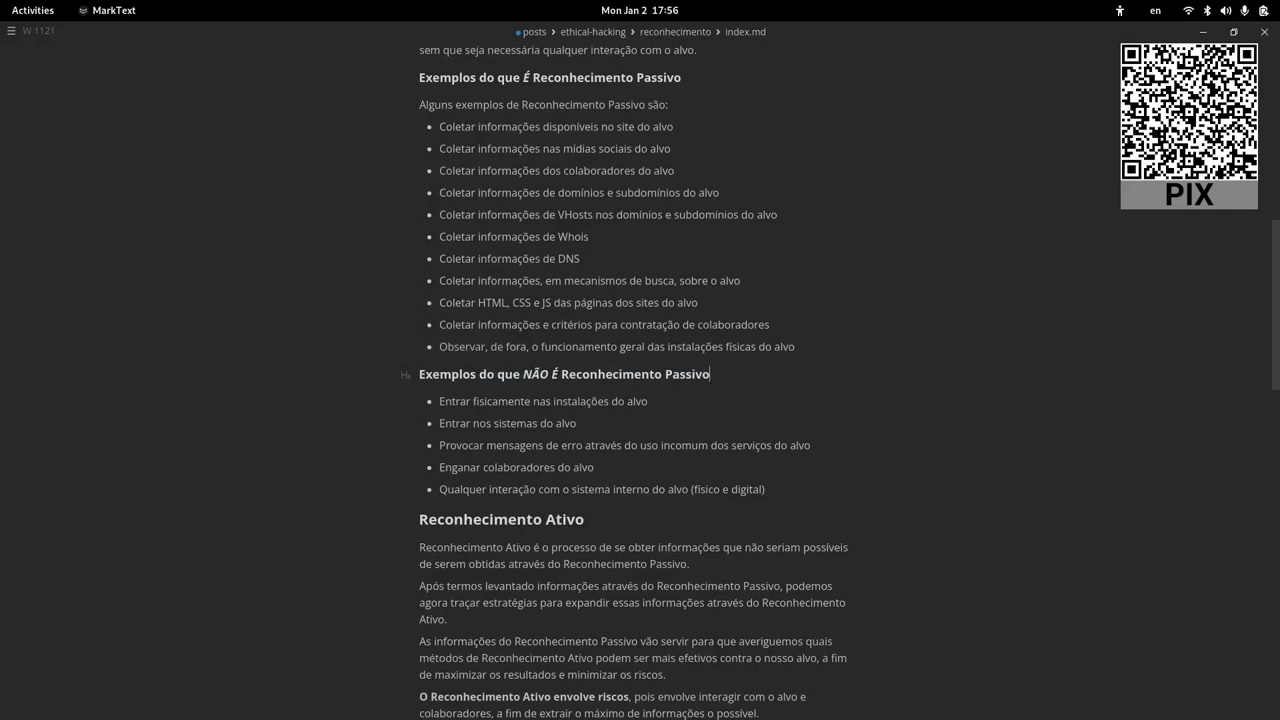 Activities
MarkText
Mon Jan 2 17:56
en
W 1121
posts › ethical-hacking › reconhecimento › index.md
sem que seja necessária qualquer interação com o alvo.
Exemplos do que É Reconhecimento Passivo
Alguns exemplos de Reconhecimento Passivo são:
• Coletar informações disponíveis no site do alvo
• Coletar informações nas mídias sociais do alvo
• Coletar informações dos colaboradores do alvo
• Coletar informações de domínios e subdomínios do alvo
• Coletar informações de VHosts nos domínios e subdomínios do alvo
• Coletar informações de Whois
• Coletar informações de DNS
• Coletar informações, em mecanismos de busca, sobre o alvo
• Coletar HTML, CSS e JS das páginas dos sites do alvo
• Coletar informações e critérios para contratação de colaboradores
• Observar, de fora, o funcionamento geral das instalações físicas do alvo
Exemplos do que NÃO É Reconhecimento Passivo
• Entrar fisicamente nas instalações do alvo
• Entrar nos sistemas do alvo
• Provocar mensagens de erro através do uso incomum dos serviços do alvo
• Enganar colaboradores do alvo
• Qualquer interação com o sistema interno do alvo (físico e digital)
Reconhecimento Ativo
Reconhecimento Ativo é o processo de se obter informações que não seriam possíveis
de serem obtidas através do Reconhecimento Passivo.
Após termos levantado informações através do Reconhecimento Passivo, podemos
agora traçar estratégias para expandir essas informações através do Reconhecimento
Ativo.
As informações do Reconhecimento Passivo vão servir para que averiguemos quais
métodos de Reconhecimento Ativo podem ser mais efetivos contra o nosso alvo, a fim
de maximizar os resultados e minimizar os riscos.
O Reconhecimento Ativo envolve riscos, pois envolve interagir com o alvo e
colaboradores, a fim de extrair o máximo de informações o possível.
PIX